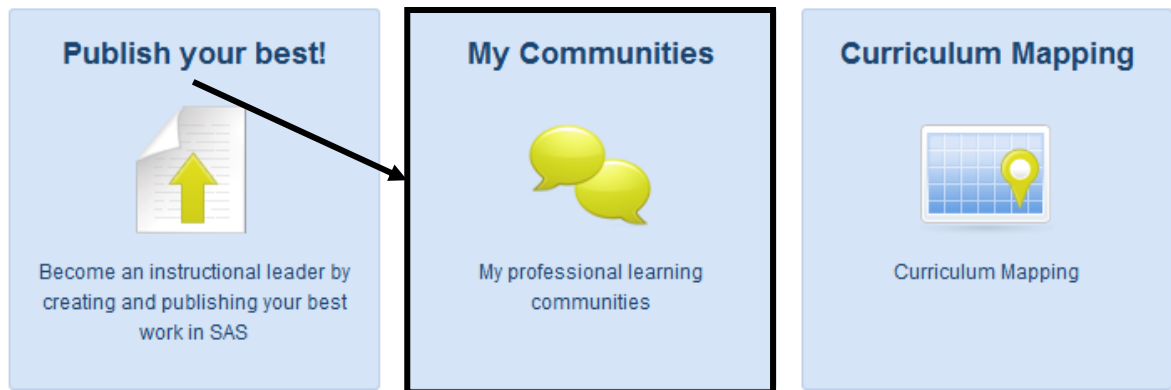 Publish your best!
Become an instructional leader by
creating and publishing your best
work in SAS
My Communities
My professional learning
communities
Curriculum Mapping
Curriculum Mapping